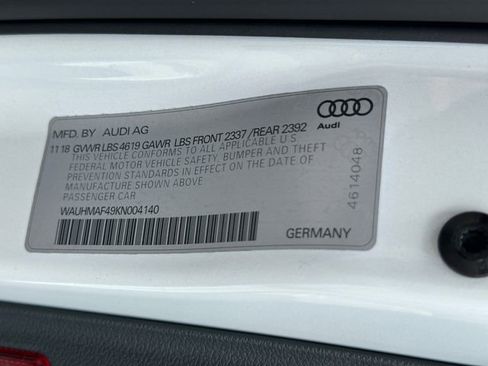 MFD. BY AUDI AG
11 18 GVWR LBS 4619 GAWR LBS FRONT 2337 / REAR 2392
THIS VEHICLE CONFORMS TO ALL APPLICABLE U S
FEDERAL MOTOR VEHICLE SAFETY, BUMPER AND THEFT
PREVENTION STANDARDS IN EFFECT ON THE DATE OF
MANUFACTURE SHOWN ABOVE.
PASSENGER CAR
WAUHMAF49KN004140
GERMANY
Audi
4614048